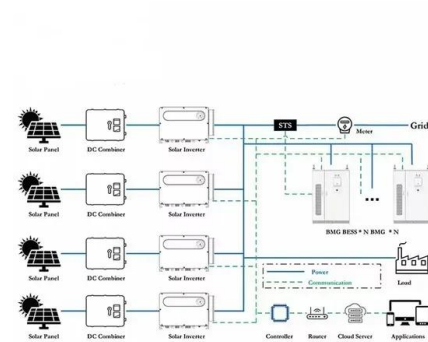 STS
Meter
Grid
Solar Panel
DC Combiner
Solar Inverter
Solar Panel
DC Combiner
Solar Inverter
BMG BESS * N BMG * N
Solar Panel
DC Combiner
Solar Inverter
Power
Communication
Load
Solar Panel
DC Combiner
Solar Inverter
Controller
Router
Cloud Server
Applications